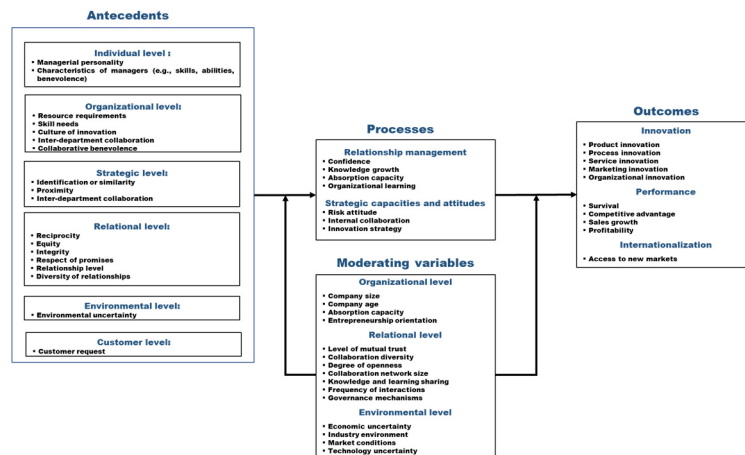 Antecedents
Individual level :
▪ Managerial personality
▪ Characteristics of managers (e.g., skills, abilities,
benevolence)
Organizational level:
▪ Resource requirements
▪ Skill needs
▪ Culture of innovation
▪ Inter-department collaboration
▪ Collaborative benevolence
Strategic level:
▪ Identification or similarity
▪ Proximity
▪ Inter-department collaboration
Relational level:
▪ Reciprocity
▪ Equity
▪ Integrity
▪ Respect of promises
▪ Relationship level
▪ Diversity of relationships
Environmental level:
▪ Environmental uncertainty
Customer level:
▪ Customer request
Processes
Relationship management
▪ Confidence
▪ Knowledge growth
▪ Absorption capacity
▪ Organizational learning
Strategic capacities and attitudes
▪ Risk attitude
▪ Internal collaboration
▪ Innovation strategy
Moderating variables
Organizational level
▪ Company size
▪ Company age
▪ Absorption capacity
▪ Entrepreneurship orientation
Relational level
▪ Level of mutual trust
▪ Collaboration diversity
▪ Degree of openness
▪ Collaboration network size
▪ Knowledge and learning sharing
▪ Frequency of interactions
▪ Governance mechanisms
Environmental level
▪ Economic uncertainty
▪ Industry environment
▪ Market conditions
▪ Technology uncertainty
Outcomes
Innovation
▪ Product innovation
▪ Process innovation
▪ Service innovation
▪ Marketing innovation
▪ Organizational innovation
Performance
▪ Survival
▪ Competitive advantage
▪ Sales growth
▪ Profitability
Internationalization
▪ Access to new markets